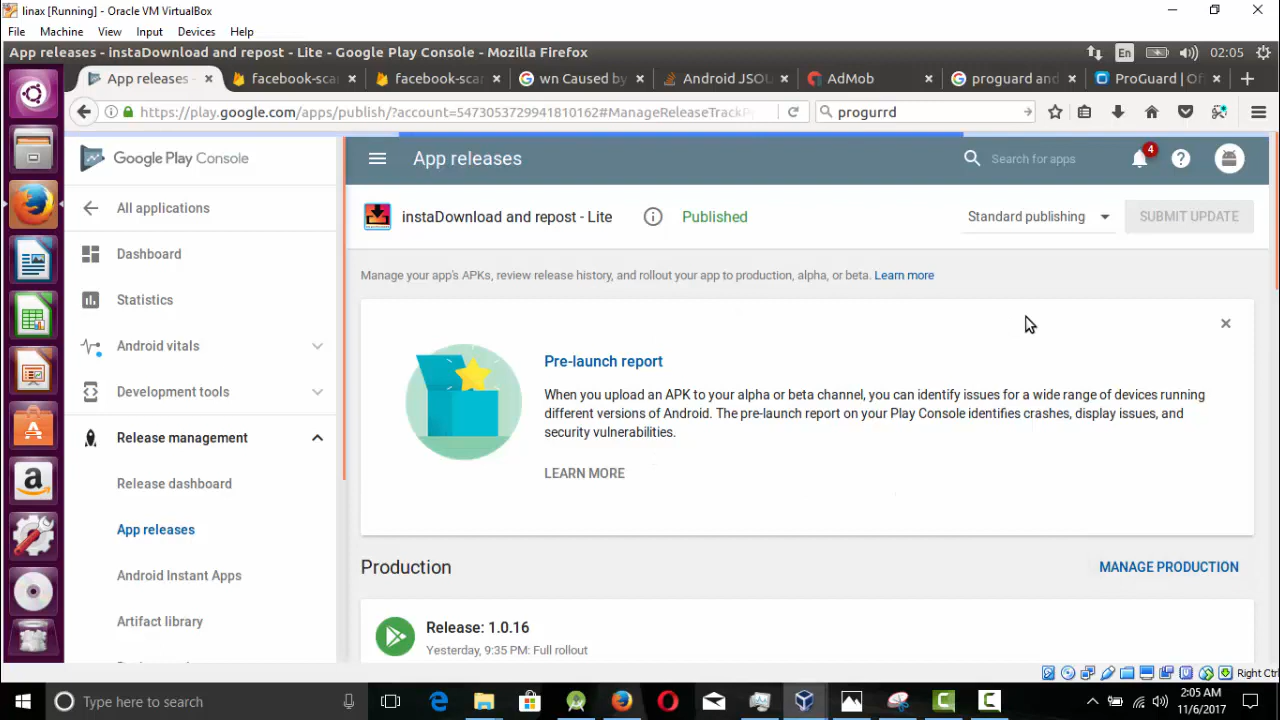 linax [Running] - Oracle VM VirtualBox
File Machine View Input Devices Help
App releases - instaDownload and repost - Lite - Google Play Console - Mozilla Firefox
En
02:05
App releases -
facebook-sca
facebook-sca
wn Caused by
Android JSOU
AdMob
proguard and
ProGuard | Of
https://play.google.com/apps/publish/?account=5473053729941810162#ManageReleaseTrackP
progurrd
Google Play Console
App releases
Search for apps
4
All applications
instaDownload and repost - Lite
Published
Standard publishing
SUBMIT UPDATE
Dashboard
Statistics
Android vitals
Development tools
Release management
Release dashboard
App releases
Android Instant Apps
Artifact library
Manage your app's APKs, review release history, and rollout your app to production, alpha, or beta. Learn more
Pre-launch report
When you upload an APK to your alpha or beta channel, you can identify issues for a wide range of devices running
different versions of Android. The pre-launch report on your Play Console identifies crashes, display issues, and
security vulnerabilities.
LEARN MORE
Production
MANAGE PRODUCTION
Release: 1.0.16
Yesterday, 9:35 PM: Full rollout
Right Ctrl
Type here to search
2:05 AM
11/6/2017